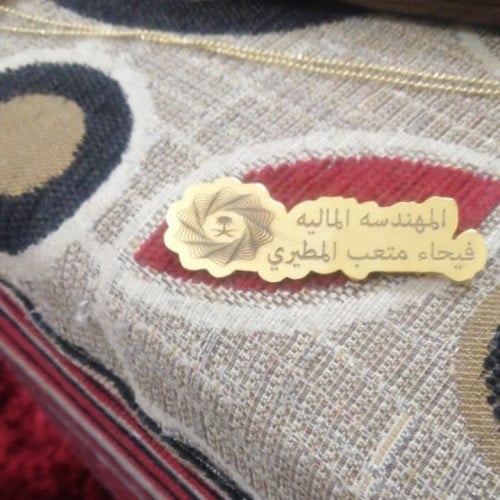 المهندسه الماليه
فيحاء متعب المطيري